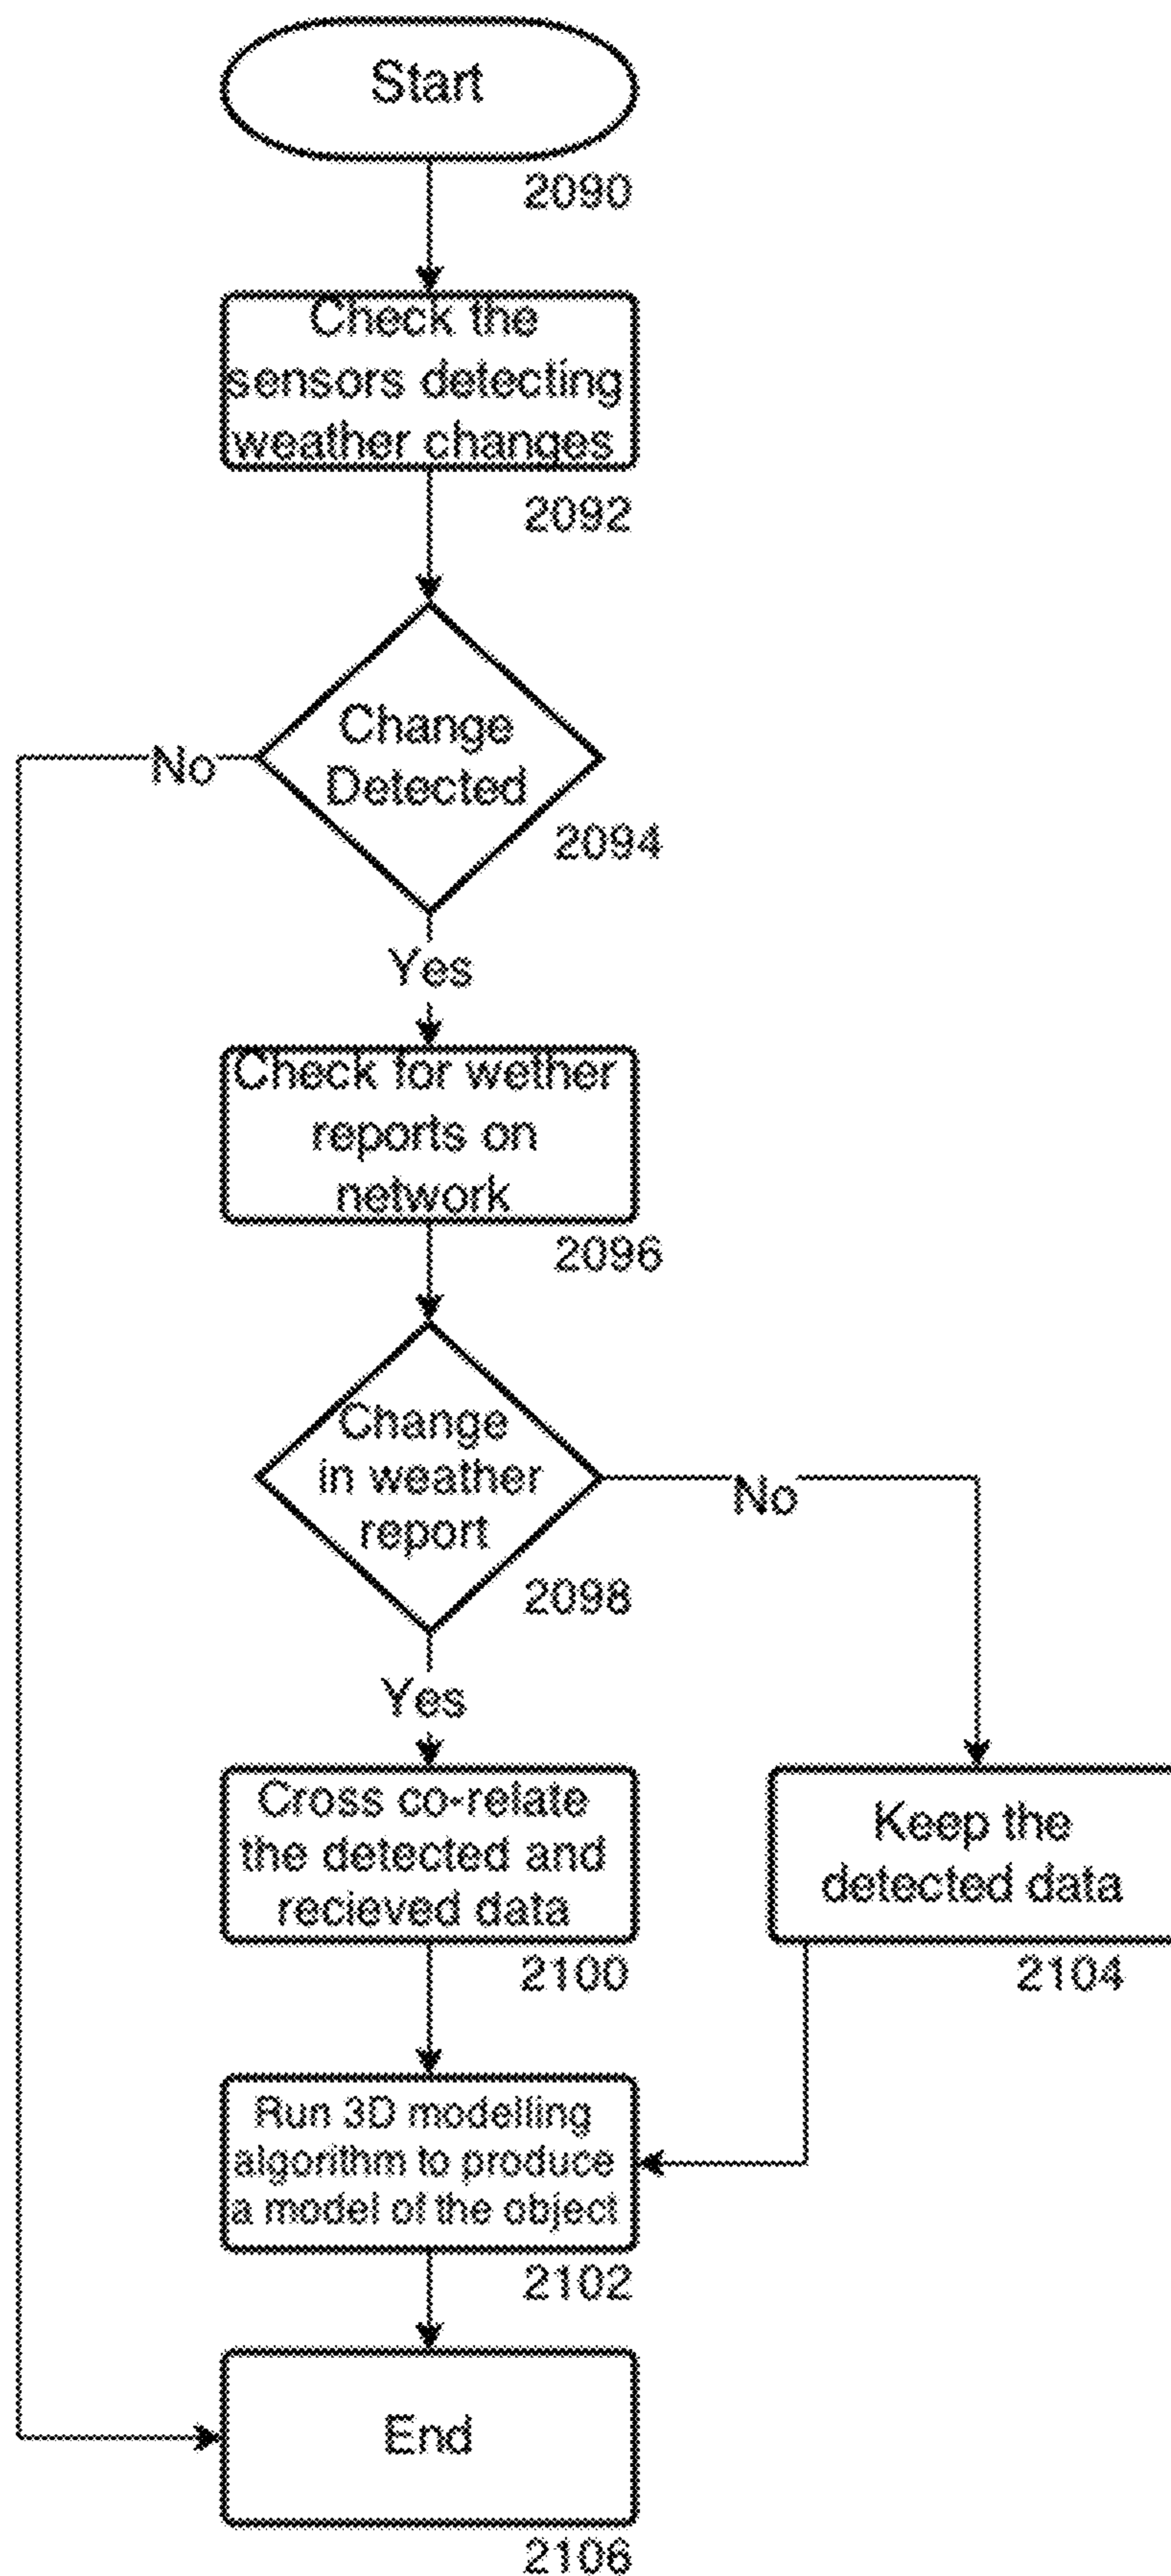 Start
2090
Check the
sensors detecting
weather changes
2092
Change
Detected
2094
No
Yes
Check for wether
reports on
network
2096
Change
in weather
report
2098
No
Yes
Cross co-relate
the detected and
recieved data
2100
Keep the
detected data
2104
Run 3D modelling
algorithm to produce
a model of the object
2102
End
2106